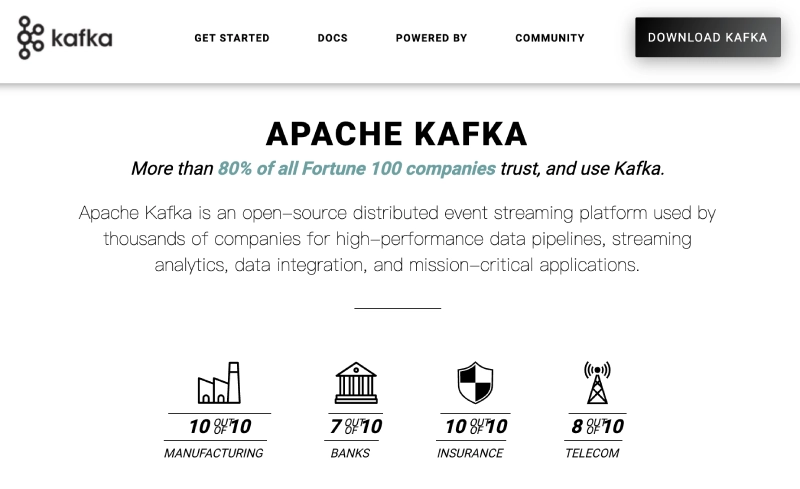 kafka
GET STARTED
DOCS
POWERED BY
COMMUNITY
DOWNLOAD KAFKA
APACHE KAFKA
More than 80% of all Fortune 100 companies trust, and use Kafka.
Apache Kafka is an open-source distributed event streaming platform used by
thousands of companies for high-performance data pipelines, streaming
analytics, data integration, and mission-critical applications.
10 OUT OF 10
MANUFACTURING
7 OUT OF 10
BANKS
10 OUT OF 10
INSURANCE
8 OUT OF 10
TELECOM